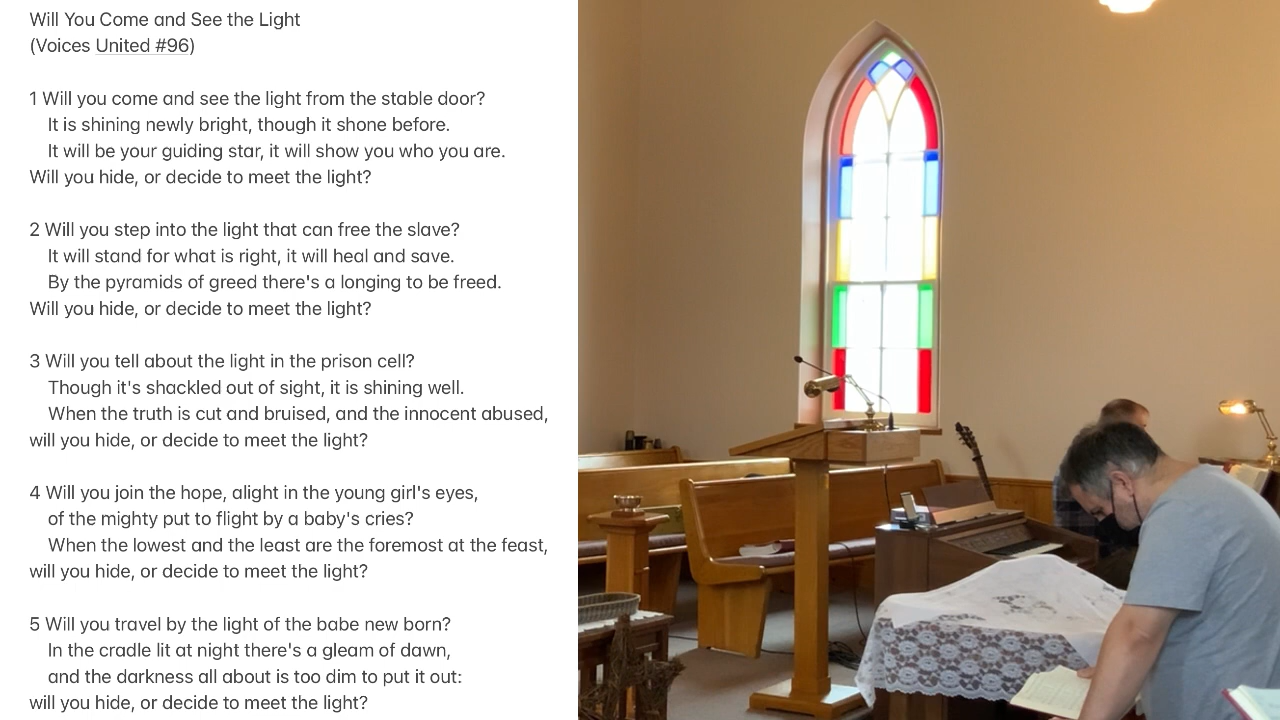 Will You Come and See the Light
(Voices United #96)
1 Will you come and see the light from the stable door?
It is shining newly bright, though it shone before.
It will be your guiding star, it will show you who you are.
Will you hide, or decide to meet the light?
2 Will you step into the light that can free the slave?
It will stand for what is right, it will heal and save.
By the pyramids of greed there's a longing to be freed.
Will you hide, or decide to meet the light?
3 Will you tell about the light in the prison cell?
Though it's shackled out of sight, it is shining well.
When the truth is cut and bruised, and the innocent abused,
will you hide, or decide to meet the light?
4 Will you join the hope, alight in the young girl's eyes,
of the mighty put to flight by a baby's cries?
When the lowest and the least are the foremost at the feast,
will you hide, or decide to meet the light?
5 Will you travel by the light of the babe new born?
In the cradle lit at night there's a gleam of dawn,
and the darkness all about is too dim to put it out:
will you hide, or decide to meet the light?